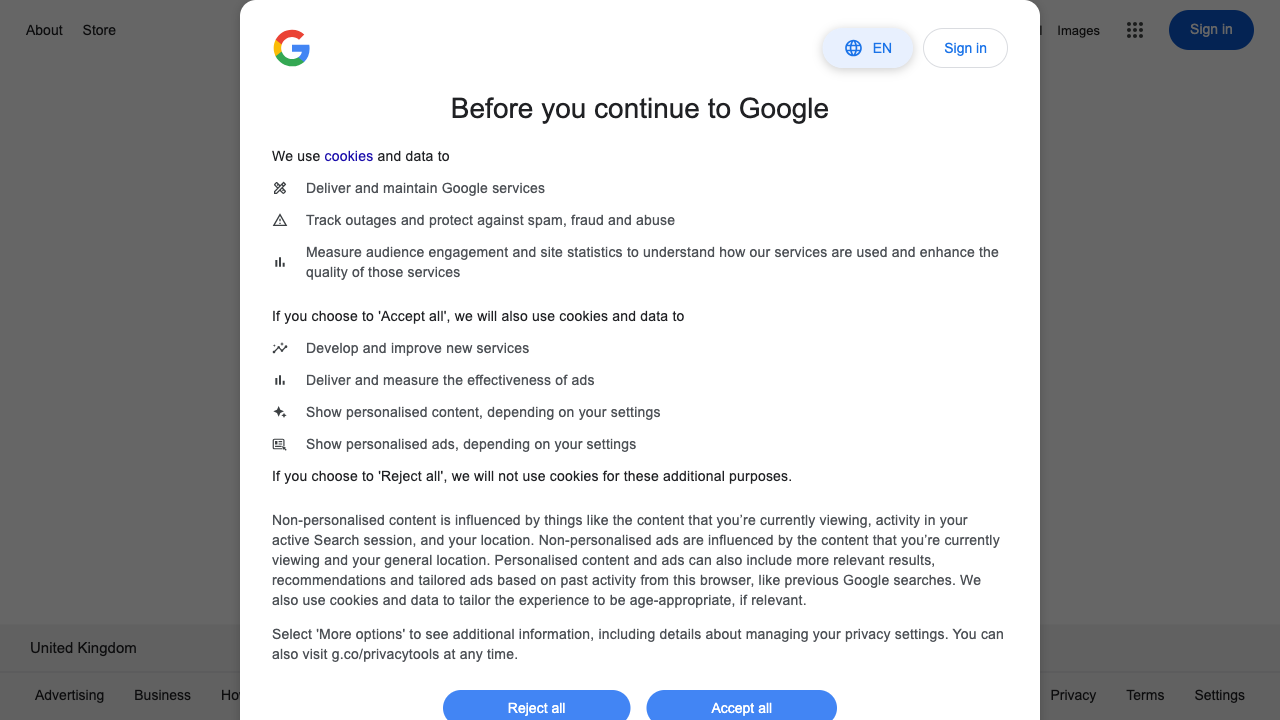 About Store
Images
Sign in
EN
Sign in
Before you continue to Google
We use cookies and data to
Deliver and maintain Google services
Track outages and protect against spam, fraud and abuse
Measure audience engagement and site statistics to understand how our services are used and enhance the
quality of those services
If you choose to 'Accept all', we will also use cookies and data to
Develop and improve new services
Deliver and measure the effectiveness of ads
Show personalised content, depending on your settings
Show personalised ads, depending on your settings
If you choose to 'Reject all', we will not use cookies for these additional purposes.
Non-personalised content is influenced by things like the content that you’re currently viewing, activity in your
active Search session, and your location. Non-personalised ads are influenced by the content that you’re currently
viewing and your general location. Personalised content and ads can also include more relevant results,
recommendations and tailored ads based on past activity from this browser, like previous Google searches. We
also use cookies and data to tailor the experience to be age-appropriate, if relevant.
Select 'More options' to see additional information, including details about managing your privacy settings. You can
also visit g.co/privacytools at any time.
United Kingdom
Reject all Accept all
Advertising Business
Privacy Terms Settings